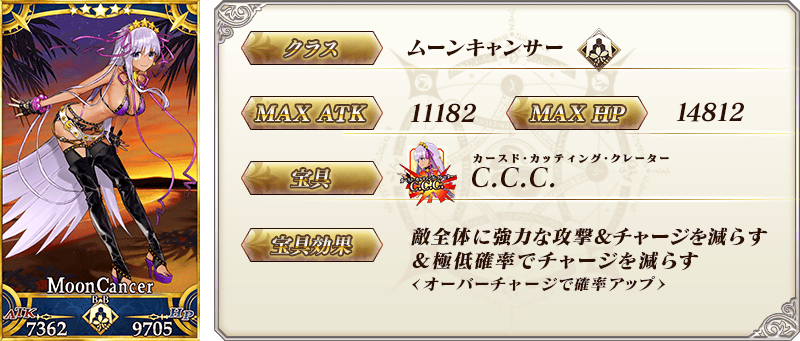 MoonCancer
BB
ATK
HP
7362
9705
クラス
ムーンキャンサー
MAX ATK
11182
MAX HP
14812
宝具
カースド・カッティング・クレーター
C.C.C.
C.C.C.
宝具効果
敵全体に強力な攻撃&チャージを減らす
&極低確率でチャージを減らす
<オーバーチャージで確率アップ>